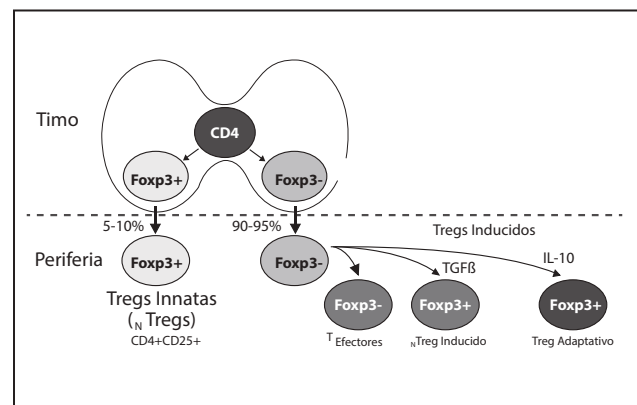 Timo
CD4
Foxp3+
Foxp3-
5-10%
90-95%
Tregs Inducidos
Periferia
Foxp3+
Foxp3-
TGFß
IL-10
Tregs Innatas
(N Tregs)
CD4+CD25+
Foxp3-
Foxp3+
Foxp3+
T Efectores
NTreg Inducido
Treg Adaptativo